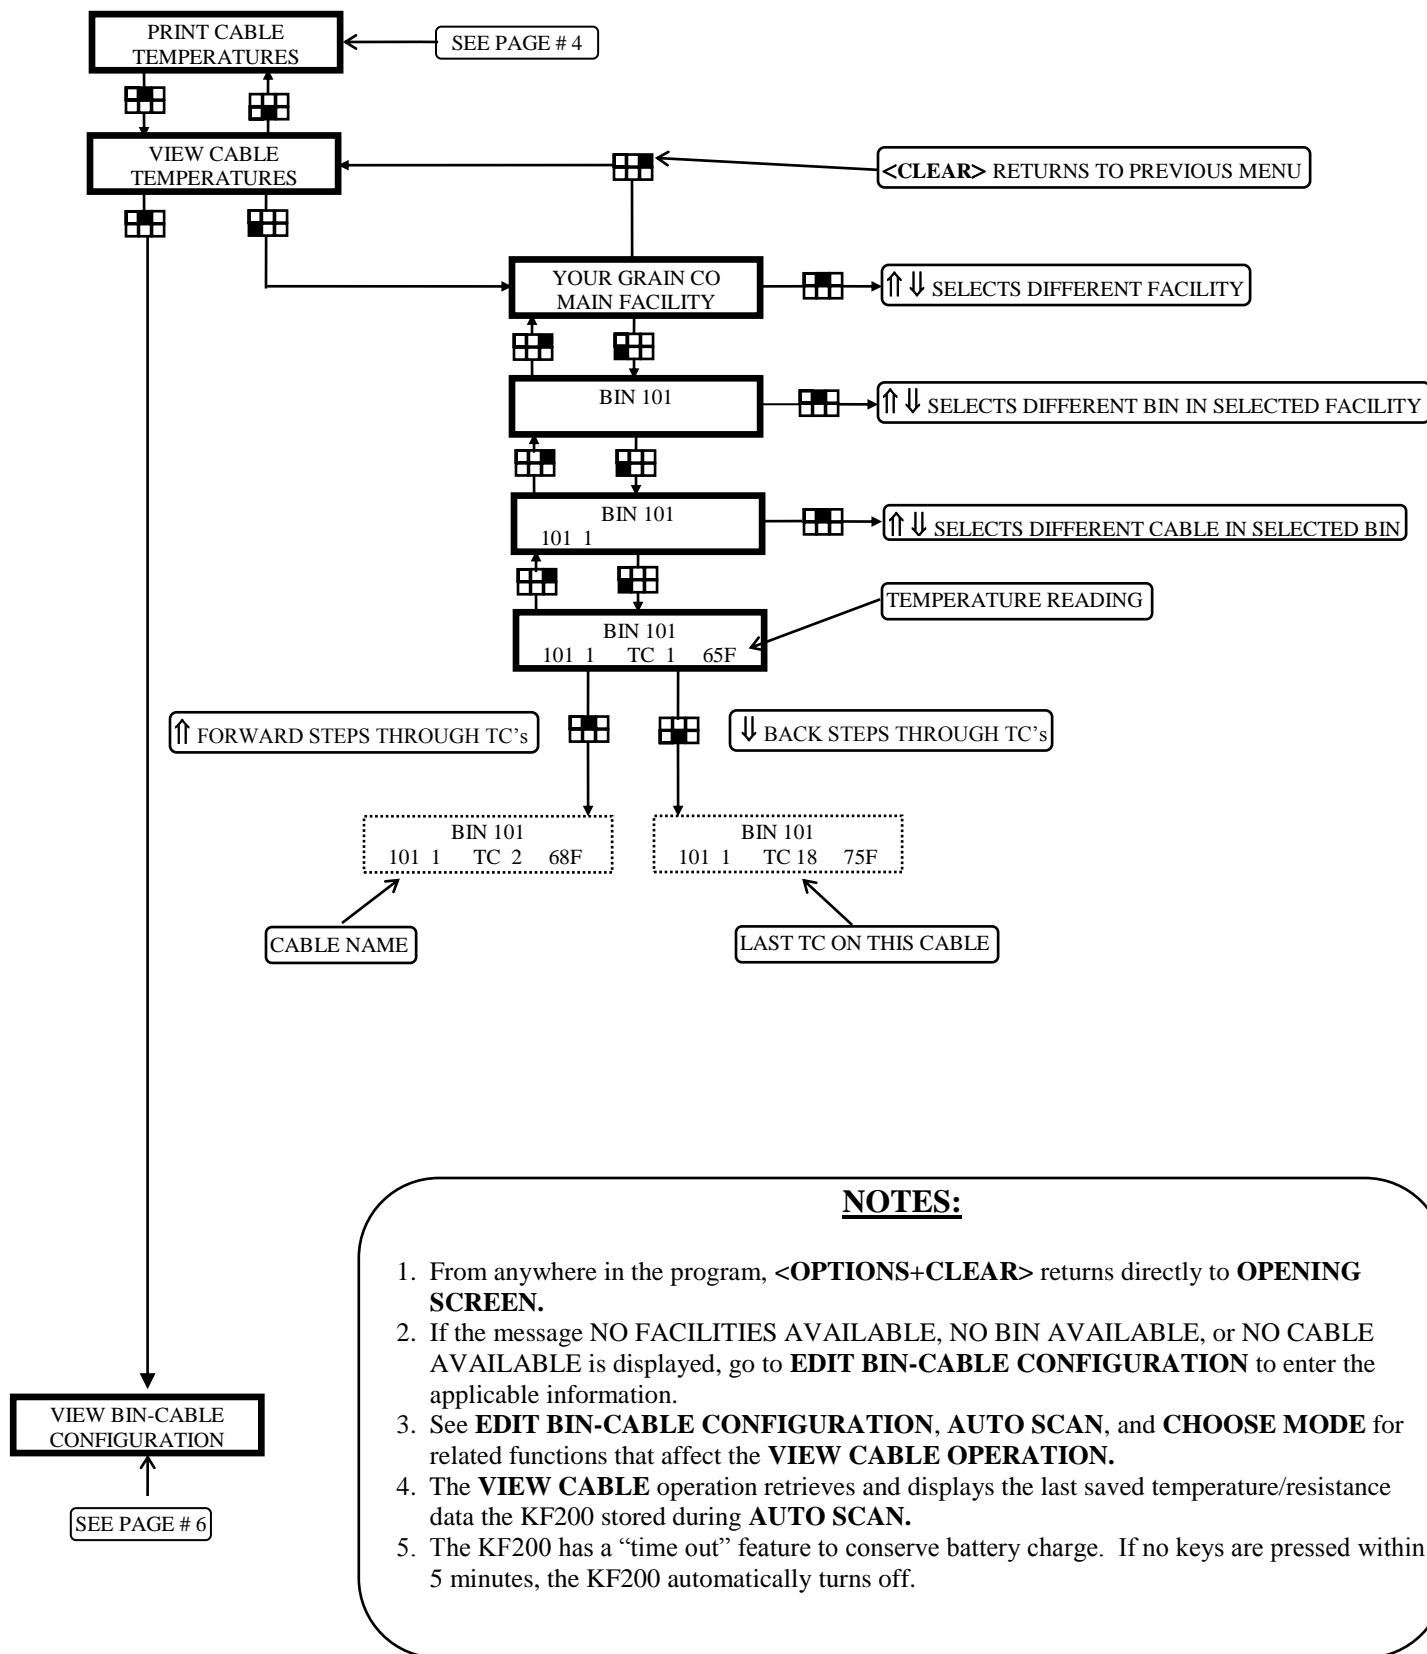 PRINT CABLE
TEMPERATURES
SEE PAGE # 4
VIEW CABLE
TEMPERATURES
<CLEAR> RETURNS TO PREVIOUS MENU
YOUR GRAIN CO
MAIN FACILITY
⇑ ⇓ SELECTS DIFFERENT FACILITY
BIN 101
⇑ ⇓ SELECTS DIFFERENT BIN IN SELECTED FACILITY
BIN 101
101 1
⇑ ⇓ SELECTS DIFFERENT CABLE IN SELECTED BIN
TEMPERATURE READING
BIN 101
101 1 TC 1 65F
⇑ FORWARD STEPS THROUGH TC’s
⇓ BACK STEPS THROUGH TC’s
BIN 101
101 1 TC 2 68F
BIN 101
101 1 TC 18 75F
CABLE NAME
LAST TC ON THIS CABLE
NOTES:
1. From anywhere in the program, <OPTIONS+CLEAR> returns directly to OPENING
SCREEN.
2. If the message NO FACILITIES AVAILABLE, NO BIN AVAILABLE, or NO CABLE
AVAILABLE is displayed, go to EDIT BIN-CABLE CONFIGURATION to enter the
applicable information.
3. See EDIT BIN-CABLE CONFIGURATION, AUTO SCAN, and CHOOSE MODE for
related functions that affect the VIEW CABLE OPERATION.
4. The VIEW CABLE operation retrieves and displays the last saved temperature/resistance
data the KF200 stored during AUTO SCAN.
5. The KF200 has a “time out” feature to conserve battery charge. If no keys are pressed within
5 minutes, the KF200 automatically turns off.
VIEW BIN-CABLE
CONFIGURATION
SEE PAGE # 6